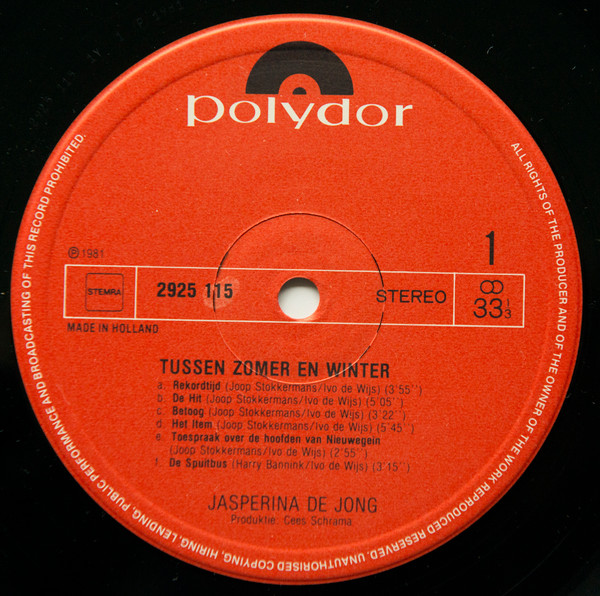 polydor
℗ 1981
1
STEMRA
2925 115
STEREO
33 1/3
MADE IN HOLLAND
TUSSEN ZOMER EN WINTER
a. Rekordtijd (Joop Stokkermans/Ivo de Wijs) (3'55'')
b. De Hit (Joop Stokkermans/Ivo de Wijs) (5'05'')
c. Betoog (Joop Stokkermans/Ivo de Wijs) (3'22'')
d. Hot Item (Joop Stokkermans/Ivo de Wijs) (5'45'')
e. Toespraak over de hoofden van Nieuwegein
(Joop Stokkermans/Ivo de Wijs) (2'55'')
f. De Spuitbus (Harry Bannink/Ivo de Wijs) (3'15'')
JASPERINA DE JONG
Produktie: Cees Schrama
ALL RIGHTS OF THE PRODUCER AND OF THE OWNER OF THE WORK REPRODUCED RESERVED. UNAUTHORISED COPYING, HIRING, LENDING, PUBLIC PERFORMANCE AND BROADCASTING OF THIS RECORD PROHIBITED.